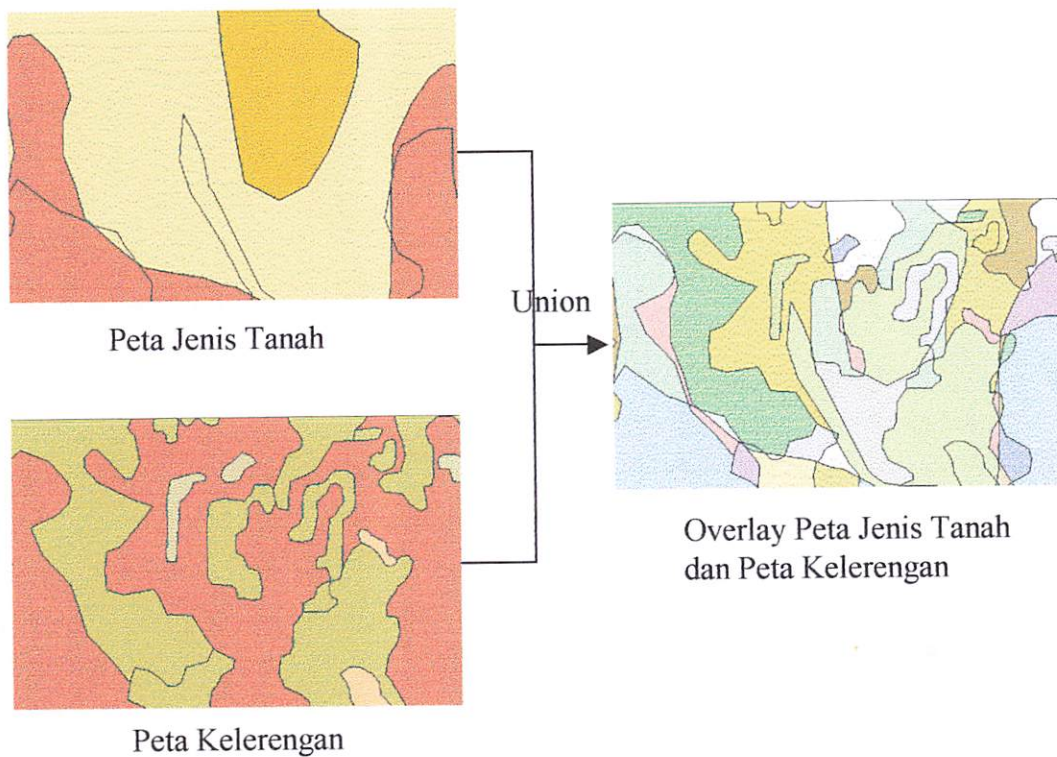 Peta Jenis Tanah
Union
Peta Kelerengan
Overlay Peta Jenis Tanah
dan Peta Kelerengan